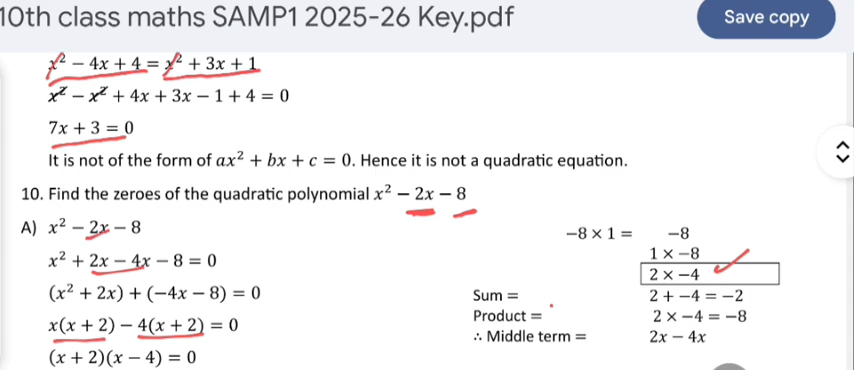 10th class maths SAMP1 2025-26 Key.pdf
Save copy
x² − 4x + 4 = x² + 3x + 1
x² − x² + 4x + 3x − 1 + 4 = 0
7x + 3 = 0
It is not of the form of ax² + bx + c = 0. Hence it is not a quadratic equation.
10. Find the zeroes of the quadratic polynomial x² − 2x − 8
A) x² − 2x − 8
x² + 2x − 4x − 8 = 0
(x² + 2x) + (−4x − 8) = 0
x(x + 2) − 4(x + 2) = 0
(x + 2)(x − 4) = 0
−8 × 1 = −8
1 × −8
2 × −4
Sum = 2 + −4 = −2
Product = 2 × −4 = −8
∴ Middle term = 2x − 4x